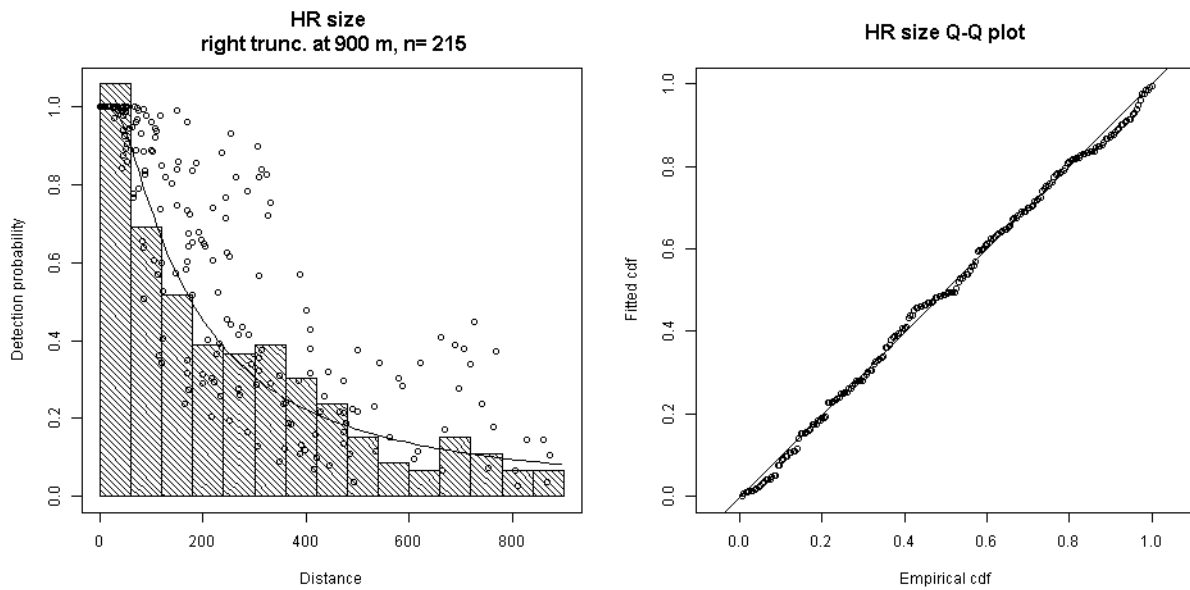 HR size
right trunc. at 900 m, n= 215
Detection probability
1.0
0.8
0.6
0.4
0.2
0.0
0 200 400 600 800
Distance
HR size Q-Q plot
Fitted cdf
1.0
0.8
0.6
0.4
0.2
0.0
0.0 0.2 0.4 0.6 0.8 1.0
Empirical cdf